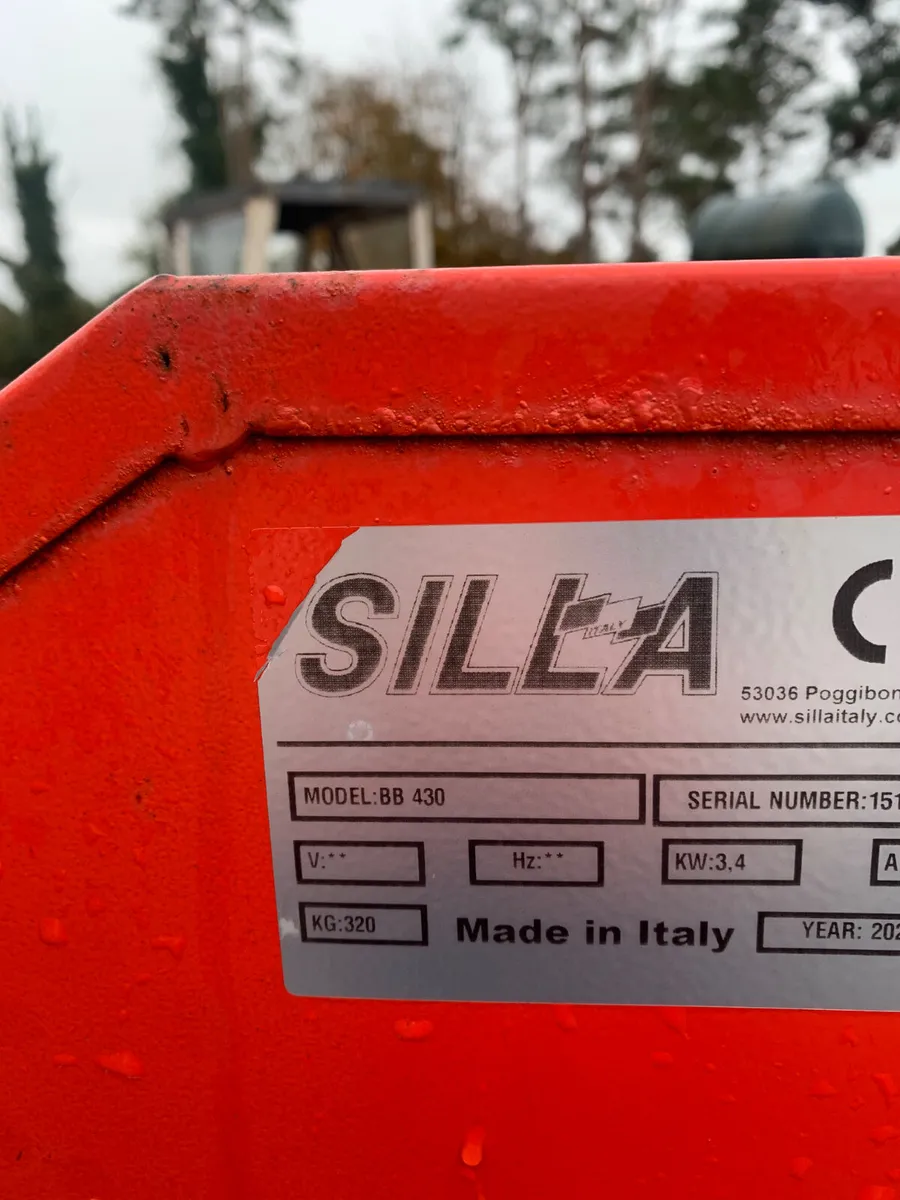 SILLA
ITALY
C
53036 Poggibon
www.sillaitaly.co
MODEL:BB 430
SERIAL NUMBER:151
V:**
Hz:**
KW:3,4
A
KG:320
Made in Italy
YEAR: 202